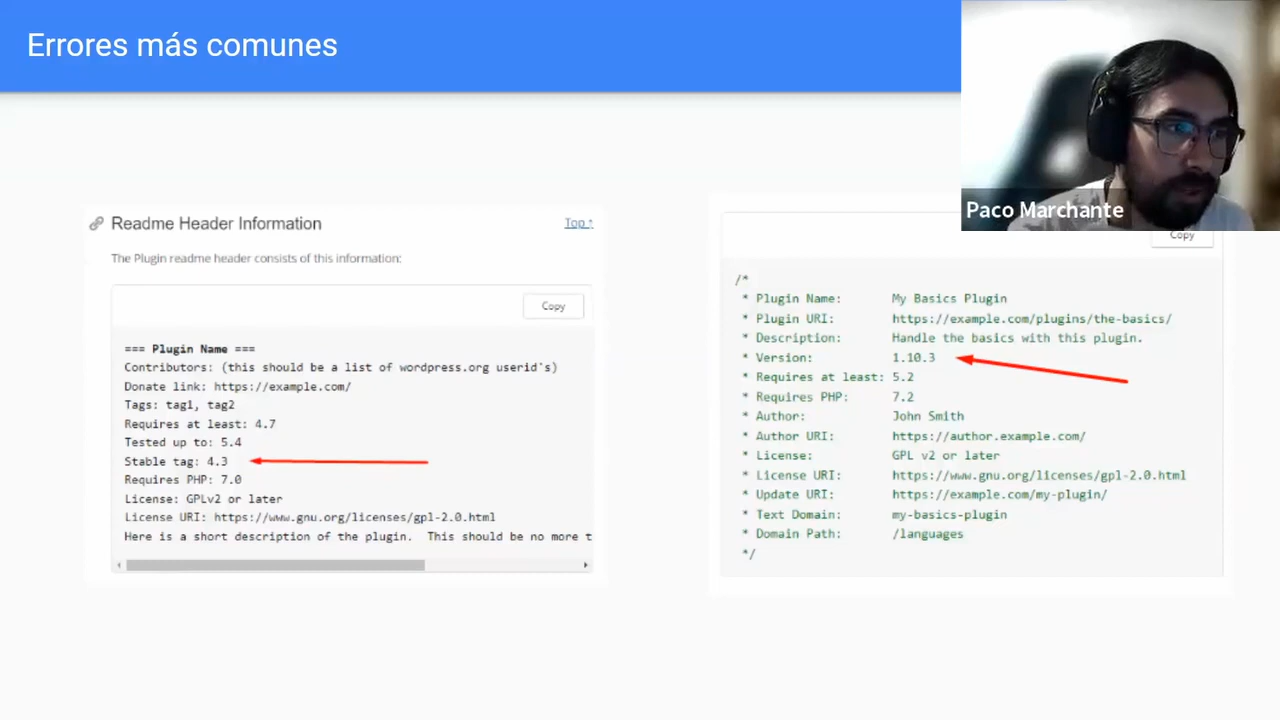 Errores más comunes
Paco Marchante
Readme Header Information
Top ↑
The Plugin readme header consists of this information:
Copy
=== Plugin Name ===
Contributors: (this should be a list of wordpress.org userid's)
Donate link: https://example.com/
Tags: tag1, tag2
Requires at least: 4.7
Tested up to: 5.4
Stable tag: 4.3
Requires PHP: 7.0
License: GPLv2 or later
License URI: https://www.gnu.org/licenses/gpl-2.0.html
Here is a short description of the plugin.  This should be no more t
Copy
/*
* Plugin Name: My Basics Plugin
* Plugin URI: https://example.com/plugins/the-basics/
* Description: Handle the basics with this plugin.
* Version: 1.10.3
* Requires at least: 5.2
* Requires PHP: 7.2
* Author: John Smith
* Author URI: https://author.example.com/
* License: GPL v2 or later
* License URI: https://www.gnu.org/licenses/gpl-2.0.html
* Update URI: https://example.com/my-plugin/
* Text Domain: my-basics-plugin
* Domain Path: /languages
*/